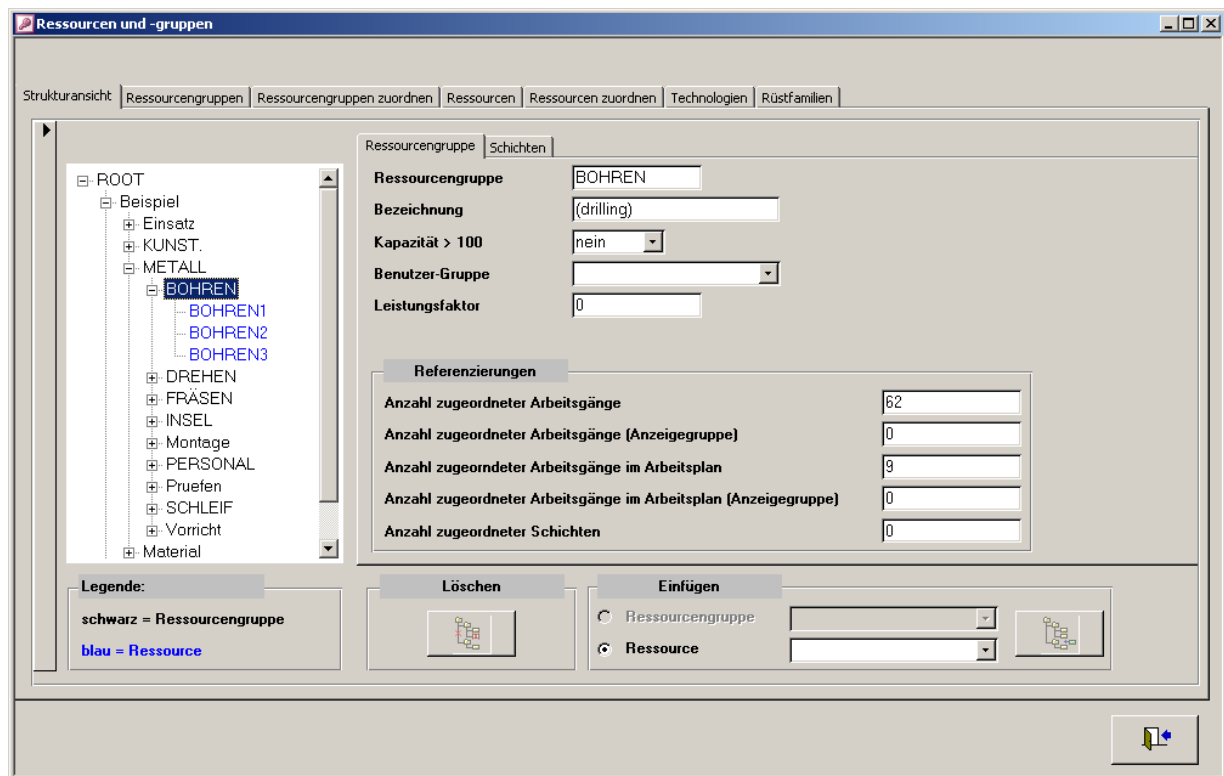 Ressourcen und -gruppen
Strukturansicht Ressourcengruppen Ressourcengruppen zuordnen Ressourcen Ressourcen zuordnen Technologien Rüstfamilien
ROOT
Beispiel
Einsatz
KUNST.
METALL
BOHREN
BOHREN1
BOHREN2
BOHREN3
DREHEN
FRÄSEN
INSEL
Montage
PERSONAL
Pruefen
SCHLEIF
Vorricht
Material
Ressourcengruppe Schichten
Ressourcengruppe BOHREN
Bezeichnung (drilling)
Kapazität > 100 nein
Benutzer-Gruppe
Leistungsfaktor 0
Referenzierungen
Anzahl zugeordneter Arbeitsgänge 62
Anzahl zugeordneter Arbeitsgänge (Anzeigegruppe) 0
Anzahl zugeorndeter Arbeitsgänge im Arbeitsplan 9
Anzahl zugeordneter Arbeitsgänge im Arbeitsplan (Anzeigegruppe) 0
Anzahl zugeordneter Schichten 0
Legende:
schwarz = Ressourcengruppe
blau = Ressource
Löschen
Einfügen
Ressourcengruppe
Ressource